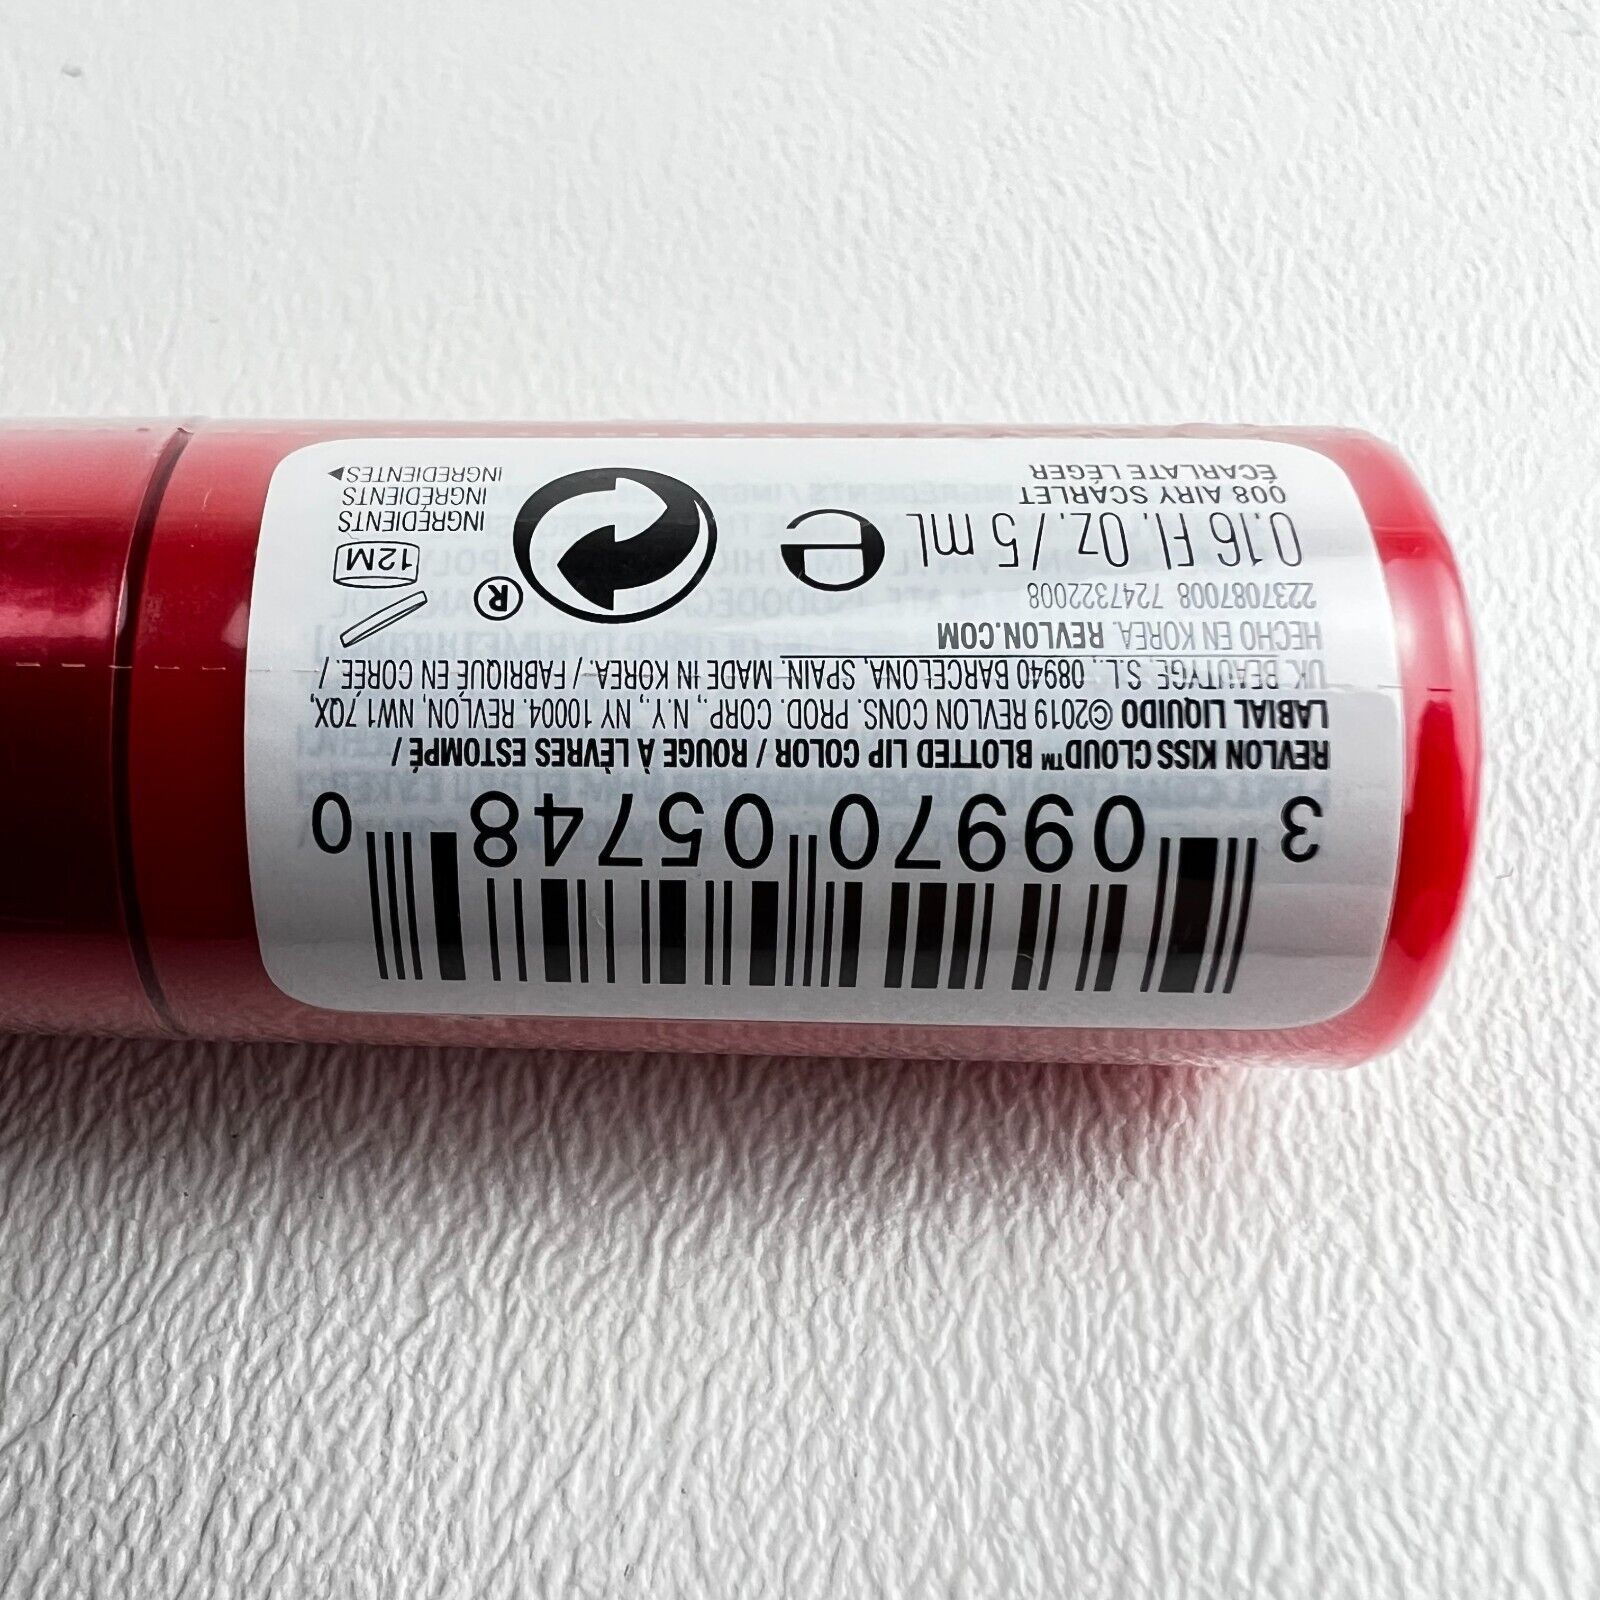 3 09970 05748 0
REVLON KISS CLOUD™ BLOTTED LIP COLOR / ROUGE À LÈVRES ESTOMPÉ /
LABIAL LIQUIDO ©2019 REVLON CONS. PROD. CORP., N.Y., NY 10004. REVLON, NW1 7QX,
UK. BEAUTYGE, S.L., 08940 BARCELONA, SPAIN. MADE IN KOREA. / FABRIQUÉ EN CORÉE. /
HECHO EN KOREA. REVLON.COM
2237087008 7247322008
0.16 Fl. Oz. / 5 mL e
008 AIRY SCARLET
ÉCARLATE LÉGER
®
12M
INGREDIENTS
INGRÉDIENTS
INGREDIENTES▶